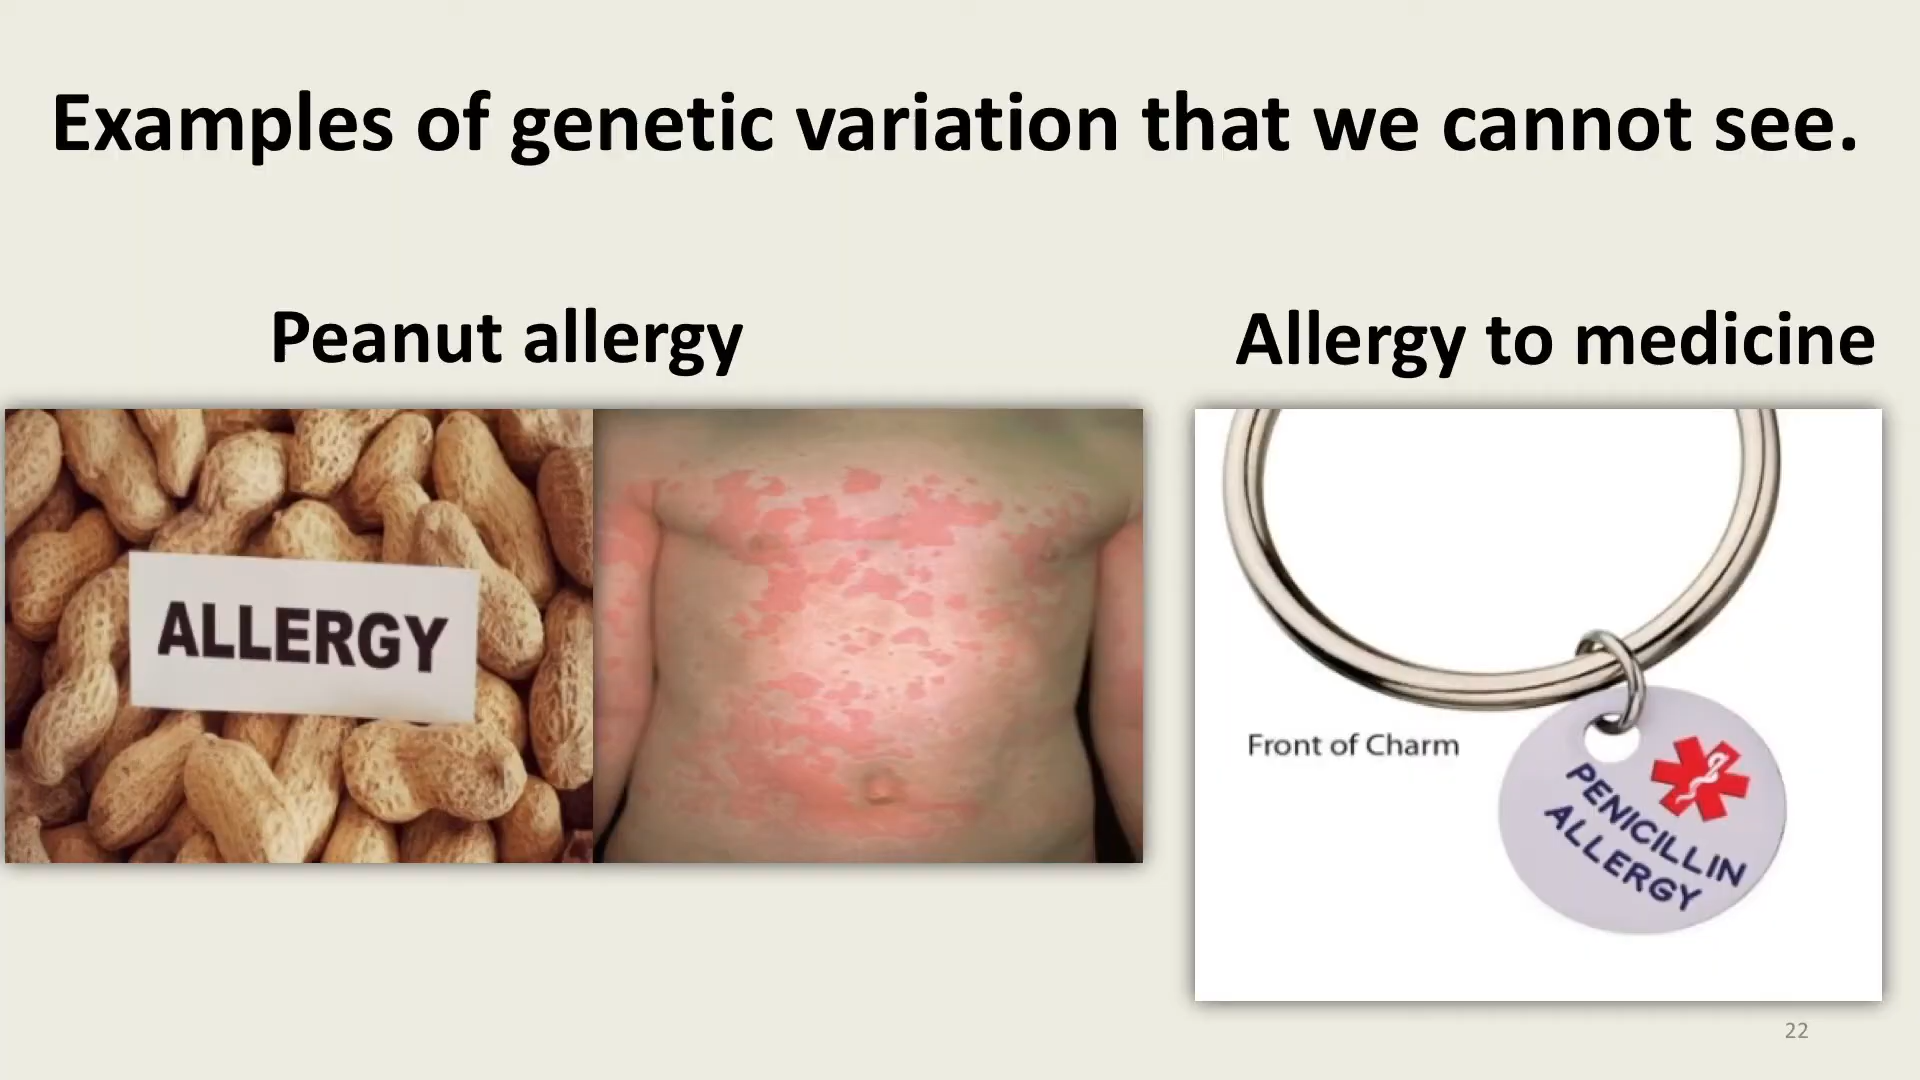 Examples of genetic variation that we cannot see.
Peanut allergy
Allergy to medicine
ALLERGY
Front of Charm
PENICILLIN
ALLERGY
22